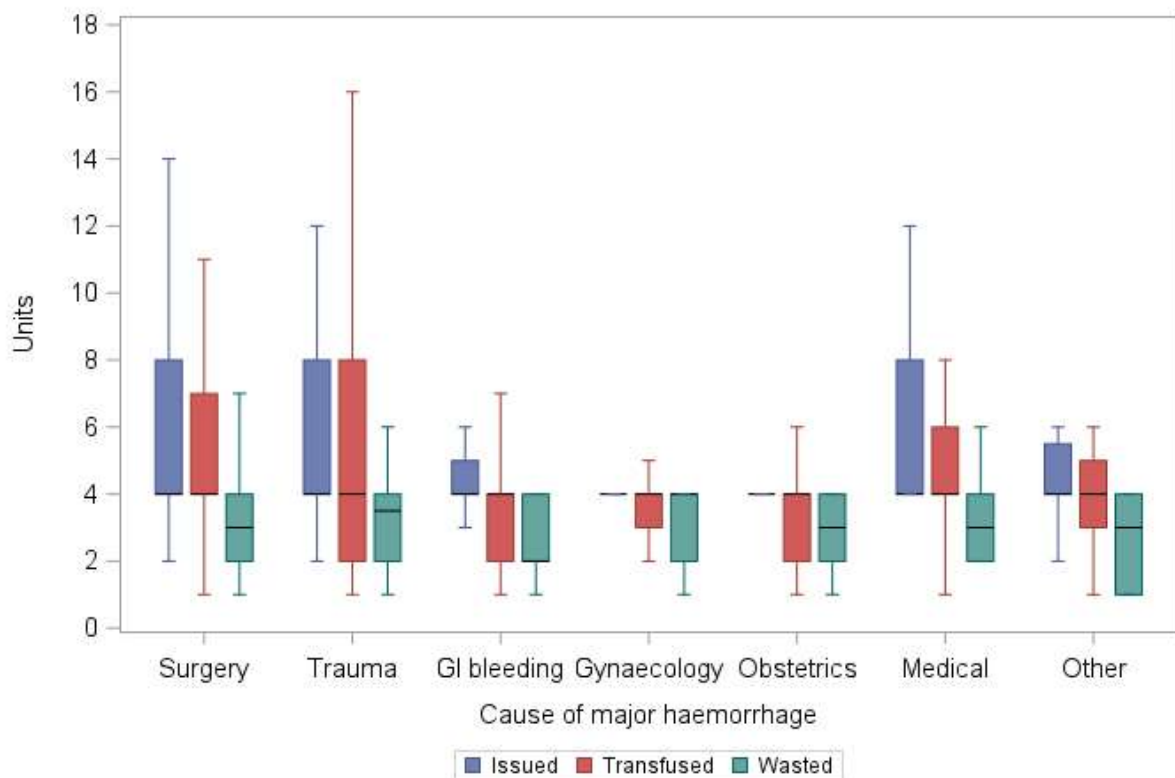 18
16
14
12
10
8
6
4
2
0
Units
Surgery Trauma GI bleeding Gynaecology Obstetrics Medical Other
Cause of major haemorrhage
Issued Transfused Wasted